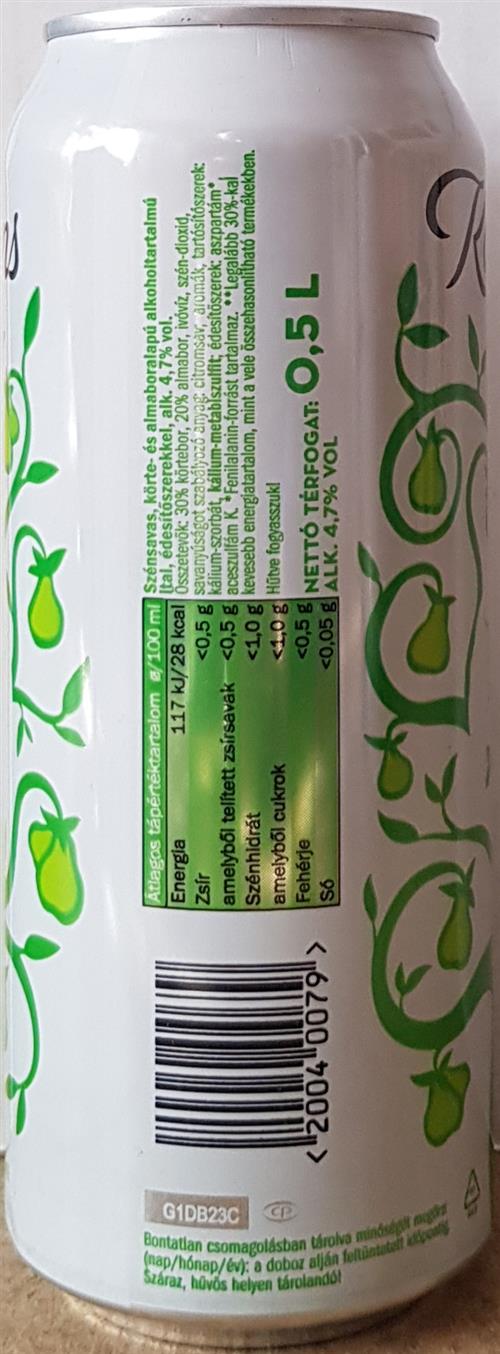 Szénsavas, körte- és almaboralapú alkoholtartalmú
ital, édesítőszerekkel, alk. 4,7% vol.
Összetevők: 30% körtebor, 20% almabor, ivóvíz, szén-dioxid,
savanyúságot szabályozó anyag: citromsav; aromák, tartósítószerek:
kálium-szorbát, kálium-metabiszulfit; édesítőszerek: aszpartám*
aceszulfám K. *Fenilalanin-forrást tartalmaz. **Legalább 30%-kal
kevesebb energiatartalom, mint a vele összehasonlítható termékekben.
Hűtve fogyasszuk!
NETTÓ TÉRFOGAT: 0,5 L
ALK. 4,7% VOL
Átlagos tápértéktartalom ø/100 ml
Energia 117 kJ/28 kcal
Zsír <0,5 g
amelyből telített zsírsavak <0,5 g
Szénhidrát <1,0 g
amelyből cukrok <1,0 g
Fehérje <0,5 g
Só <0,05 g
< 2004 0079 >
G1DB23C
CP
Bontatlan csomagolásban tárolva minőségét megőrzi
(nap/hónap/év): a doboz alján feltüntetett időpontig.
Száraz, hűvös helyen tárolandó!
R
s